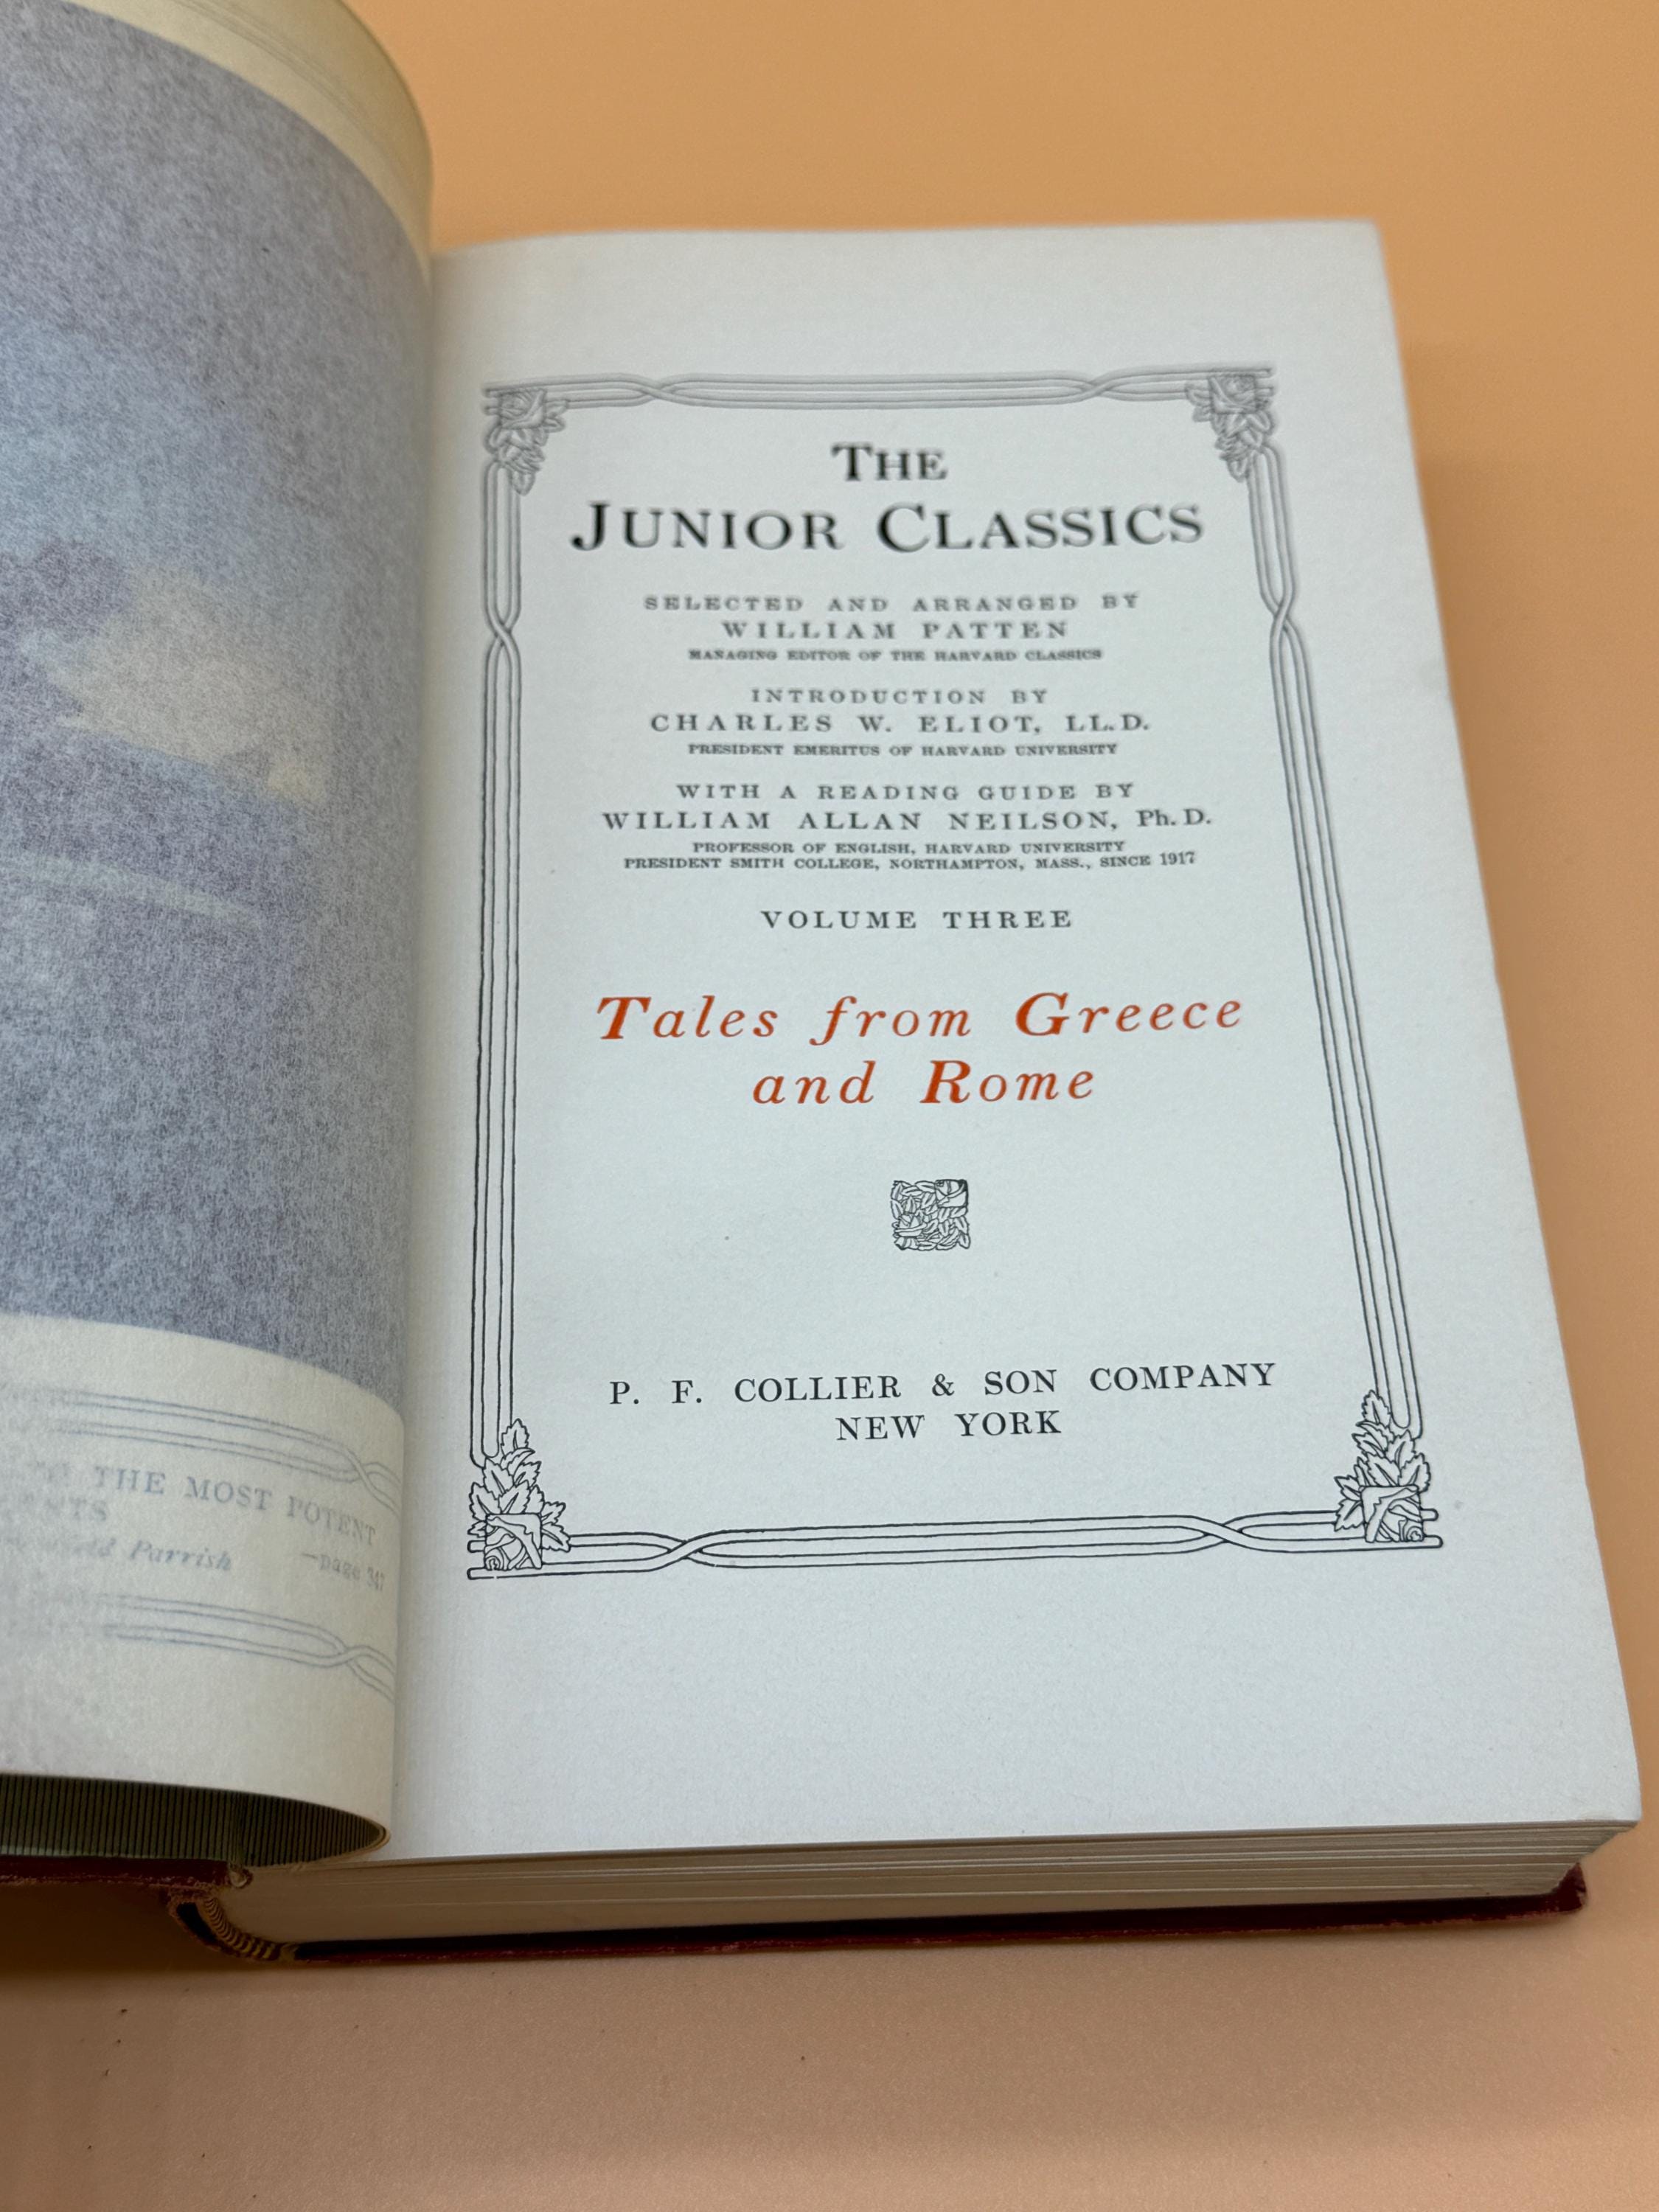 THE MOST POTENT
Parrish —page 347
THE
JUNIOR CLASSICS
SELECTED AND ARRANGED BY
WILLIAM PATTEN
MANAGING EDITOR OF THE HARVARD CLASSICS
INTRODUCTION BY
CHARLES W. ELIOT, LL.D.
PRESIDENT EMERITUS OF HARVARD UNIVERSITY
WITH A READING GUIDE BY
WILLIAM ALLAN NEILSON, Ph.D.
PROFESSOR OF ENGLISH, HARVARD UNIVERSITY
PRESIDENT SMITH COLLEGE, NORTHAMPTON, MASS., SINCE 1917
VOLUME THREE
Tales from Greece
and Rome
P. F. COLLIER & SON COMPANY
NEW YORK